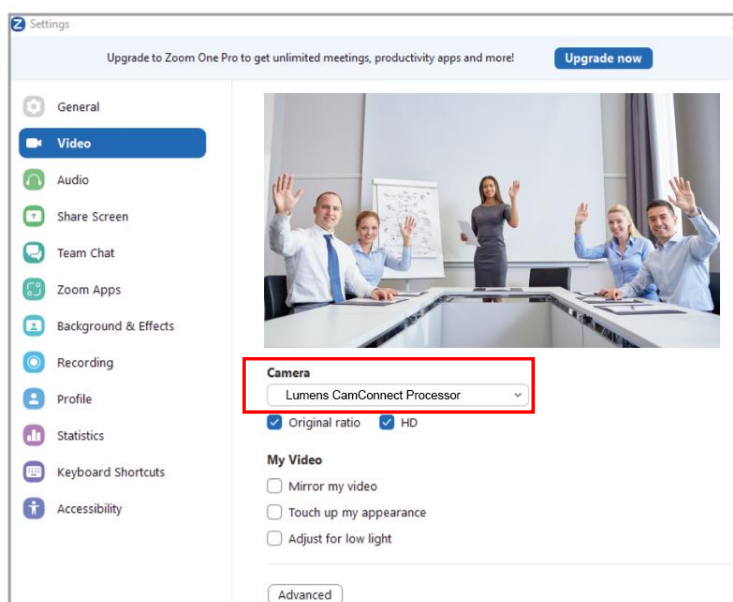 Settings
Upgrade to Zoom One Pro to get unlimited meetings, productivity apps and more! Upgrade now
General
Video
Audio
Share Screen
Team Chat
Zoom Apps
Background & Effects
Recording
Profile
Statistics
Keyboard Shortcuts
Accessibility
Camera
Lumens CamConnect Processor
Original ratio HD
My Video
Mirror my video
Touch up my appearance
Adjust for low light
Advanced